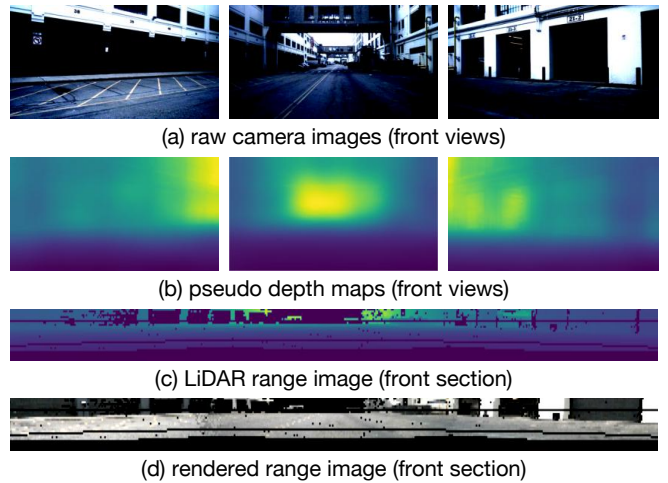 (a) raw camera images (front views)
(b) pseudo depth maps (front views)
(c) LiDAR range image (front section)
(d) rendered range image (front section)